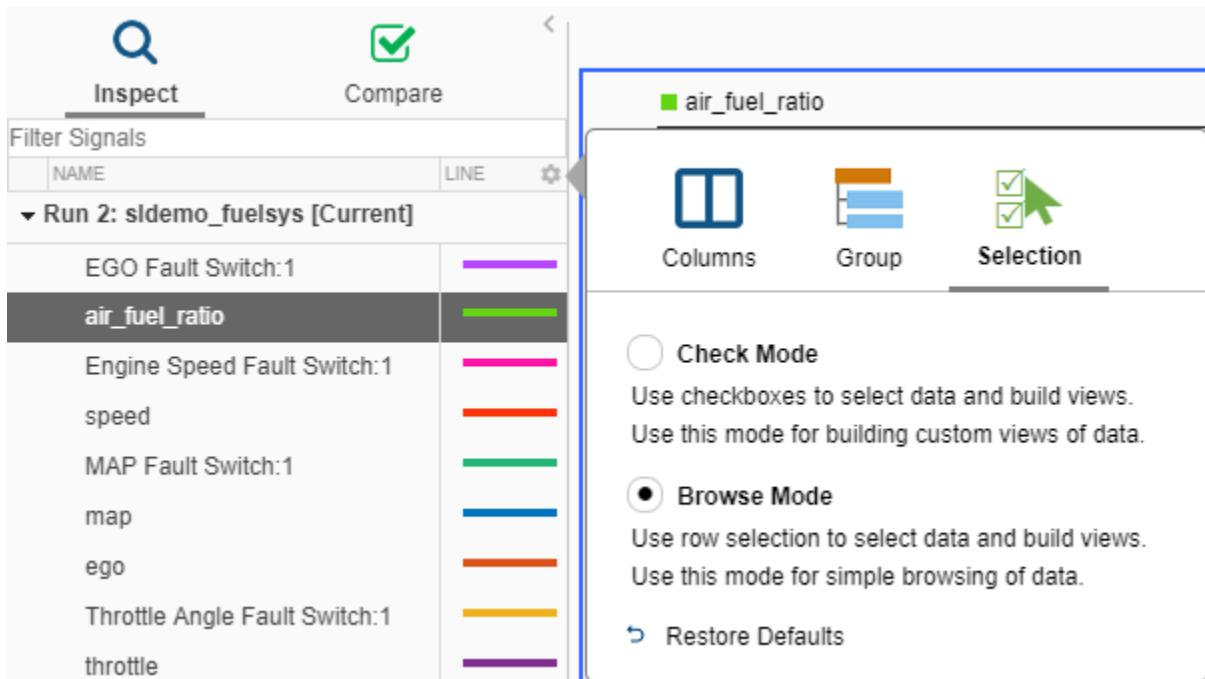 Inspect
Compare
Filter Signals
NAME
LINE
Run 2: sldemo_fuelsys [Current]
EGO Fault Switch:1
air_fuel_ratio
Engine Speed Fault Switch:1
speed
MAP Fault Switch:1
map
ego
Throttle Angle Fault Switch:1
throttle
air_fuel_ratio
Columns
Group
Selection
Check Mode
Use checkboxes to select data and build views.
Use this mode for building custom views of data.
Browse Mode
Use row selection to select data and build views.
Use this mode for simple browsing of data.
Restore Defaults